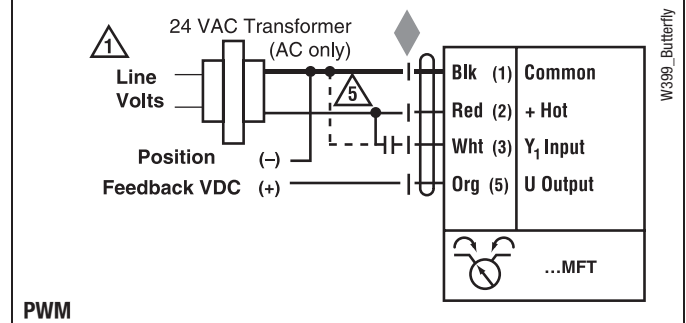 24 VAC Transformer
(AC only)
1
Line
Volts
5
Blk (1) Common
Red (2) + Hot
Wht (3) Y₁ Input
Org (5) U Output
Position (–)
Feedback VDC (+)
...MFT
PWM
W399_Butterfly